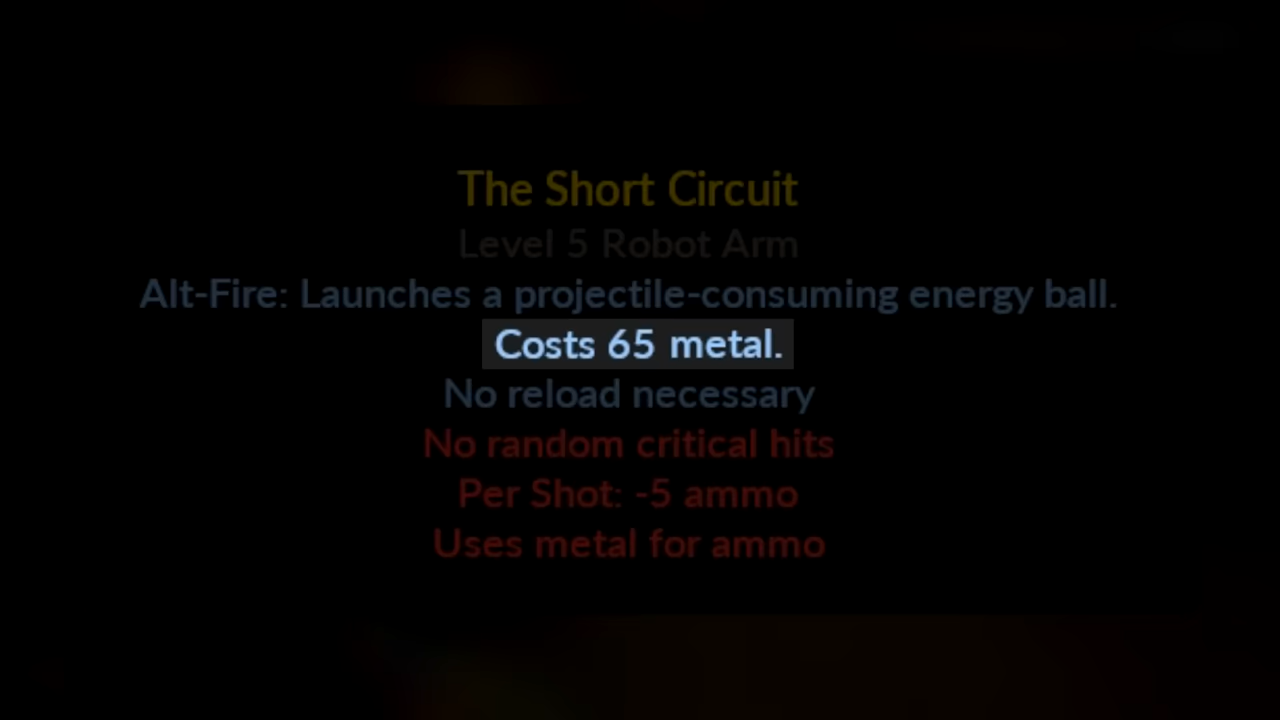 The Short Circuit
Level 5 Robot Arm
Alt-Fire: Launches a projectile-consuming energy ball.
Costs 65 metal.
No reload necessary
No random critical hits
Per Shot: -5 ammo
Uses metal for ammo